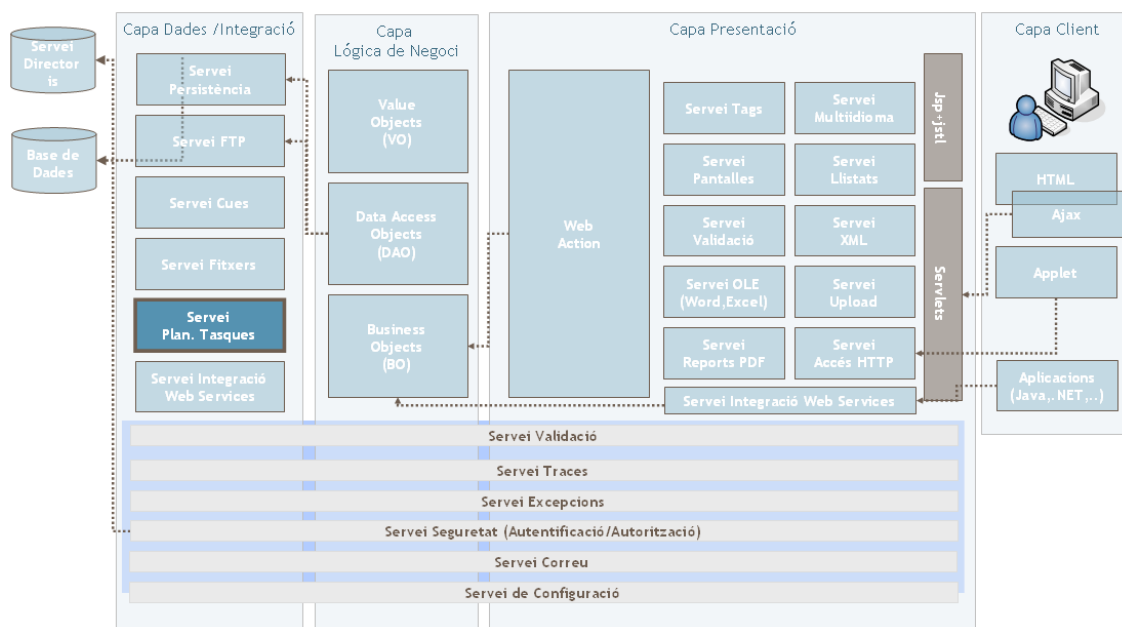 Servei
Director
is
Base de
Dades
Capa Dades /Integració
Servei
Persistència
Servei FTP
Servei Cues
Servei Fitxers
Servei
Plan. Tasques
Servei Integració
Web Services
Capa
Lógica de Negoci
Value
Objects
(VO)
Data Access
Objects
(DAO)
Business
Objects
(BO)
Capa Presentació
Web
Action
Servei Tags
Servei
Multiidioma
Servei
Pantalles
Servei
Llistats
Servei
Validació
Servei
XML
Servei OLE
(Word,Excel)
Servei
Upload
Servei
Reports PDF
Servei
Accés HTTP
Servei Integració Web Services
Jsp+jstl
Servlets
Capa Client
HTML
Ajax
Applet
Aplicacions
(Java,.NET,..)
Servei Validació
Servei Traces
Servei Excepcions
Servei Seguretat (Autentificació/Autorització)
Servei Correu
Servei de Configuració